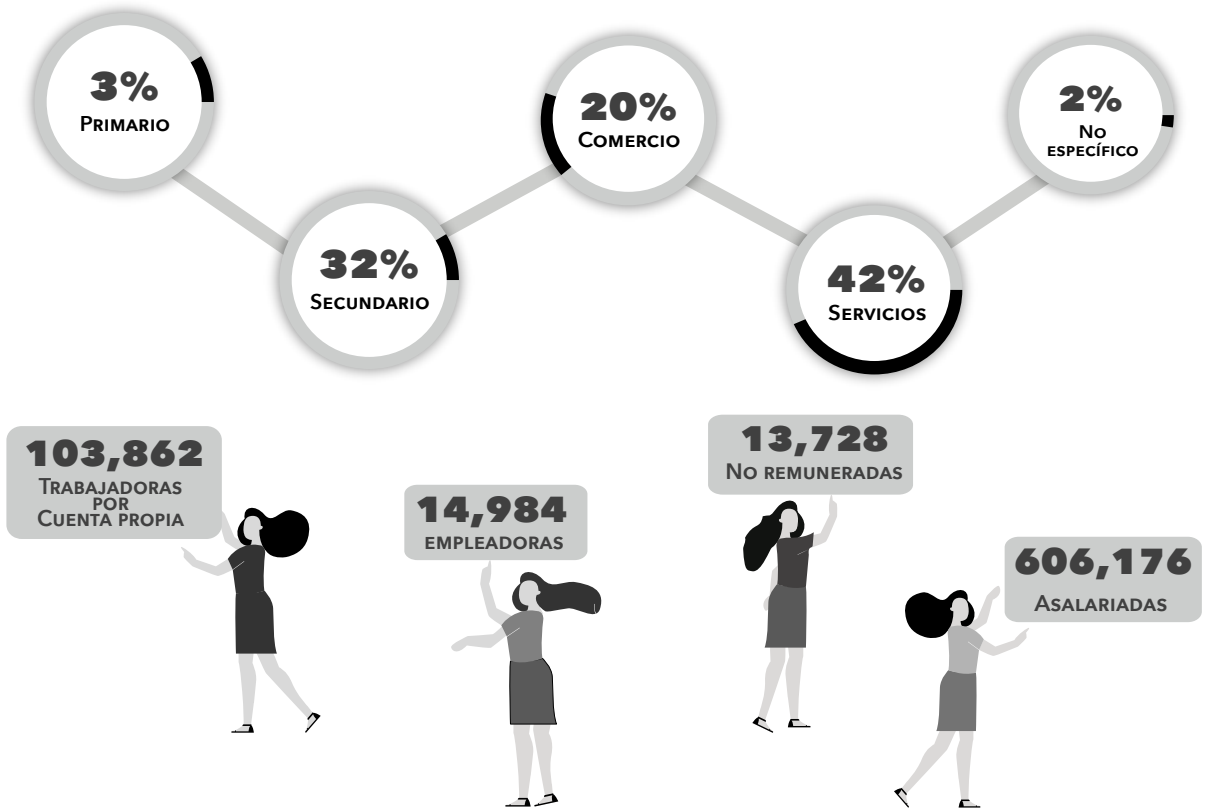 3%
Primario
32%
Secundario
20%
Comercio
42%
Servicios
2%
No
específico
103,862
Trabajadoras
por
Cuenta propia
14,984
empleadoras
13,728
No remuneradas
606,176
Asalariadas